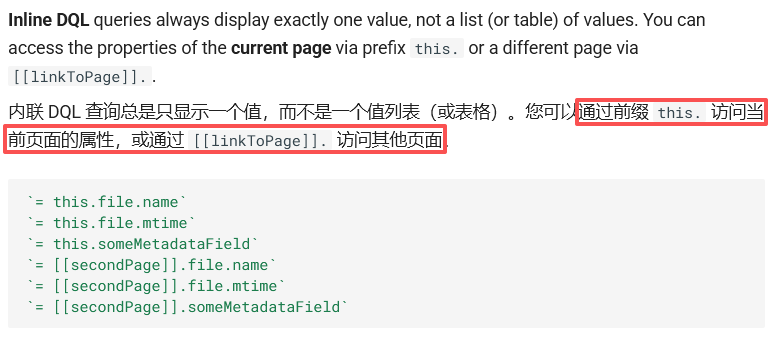 Inline DQL queries always display exactly one value, not a list (or table) of values. You can
access the properties of the current page via prefix this. or a different page via
[[linkToPage]]. .
内联 DQL 查询总是只显示一个值，而不是一个值列表（或表格）。您可以通过前缀 this. 访问当
前页面的属性，或通过 [[linkToPage]]. 访问其他页面.
`= this.file.name`
`= this.file.mtime`
`= this.someMetadataField`
`= [[secondPage]].file.name`
`= [[secondPage]].file.mtime`
`= [[secondPage]].someMetadataField`